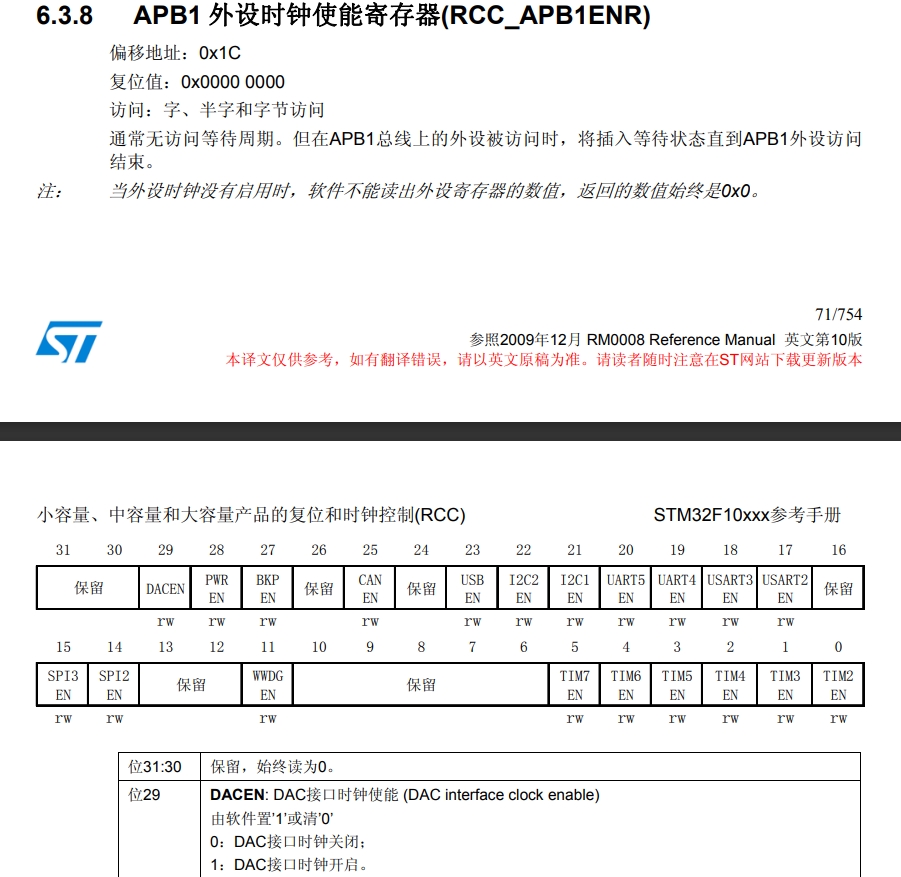 6.3.8 APB1 外设时钟使能寄存器(RCC_APB1ENR)
偏移地址：0x1C
复位值：0x0000 0000
访问：字、半字和字节访问
通常无访问等待周期。但在APB1总线上的外设被访问时，将插入等待状态直到APB1外设访问
结束。
注： 当外设时钟没有启用时，软件不能读出外设寄存器的数值，返回的数值始终是0x0。
71/754
ST
参照2009年12月 RM0008 Reference Manual 英文第10版
本译文仅供参考，如有翻译错误，请以英文原稿为准。请读者随时注意在ST网站下载更新版本
小容量、中容量和大容量产品的复位和时钟控制(RCC) STM32F10xxx参考手册
31 30 29 28 27 26 25 24 23 22 21 20 19 18 17 16
保留 DACEN PWR EN BKP EN 保留 CAN EN 保留 USB EN I2C2 EN I2C1 EN UART5 EN UART4 EN USART3 EN USART2 EN 保留
rw rw rw rw rw rw rw rw rw rw rw
15 14 13 12 11 10 9 8 7 6 5 4 3 2 1 0
SPI3 EN SPI2 EN 保留 WWDG EN 保留 TIM7 EN TIM6 EN TIM5 EN TIM4 EN TIM3 EN TIM2 EN
rw rw rw rw rw rw rw rw rw
位31:30 保留，始终读为0。
位29 DACEN: DAC接口时钟使能 (DAC interface clock enable)
由软件置'1'或清'0'
0：DAC接口时钟关闭；
1：DAC接口时钟开启。